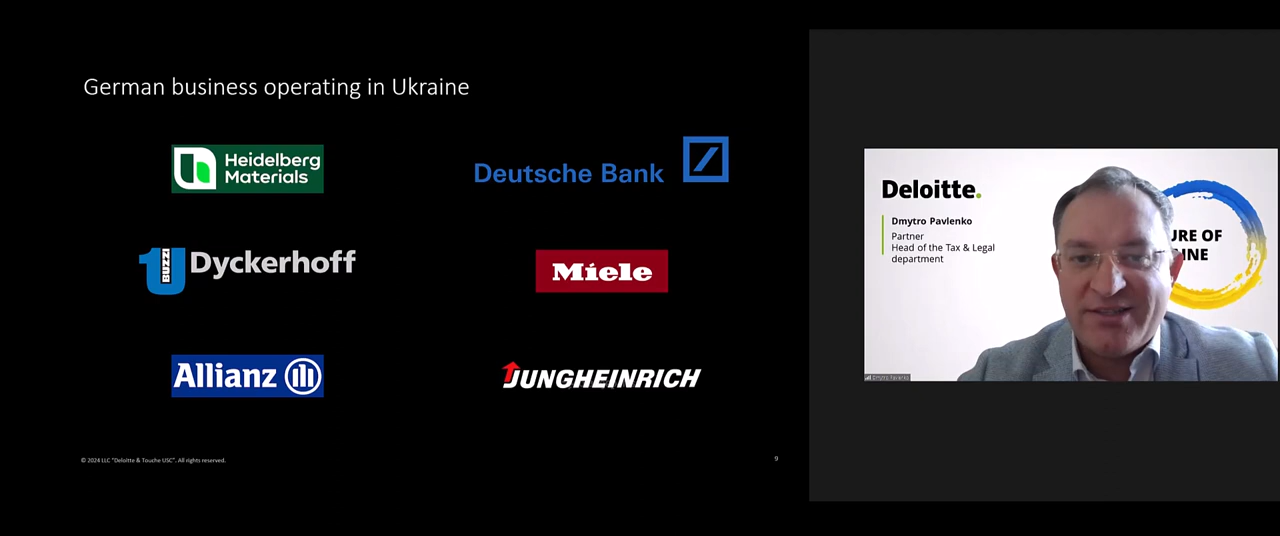 German business operating in Ukraine
Heidelberg
Materials
Deutsche Bank
BUZZI
Dyckerhoff
Miele
Allianz
JUNGHEINRICH
© 2024 LLC "Deloitte & Touche USC". All rights reserved.
9
Deloitte.
Dmytro Pavlenko
Partner
Head of the Tax & Legal
department
URE OF
INE